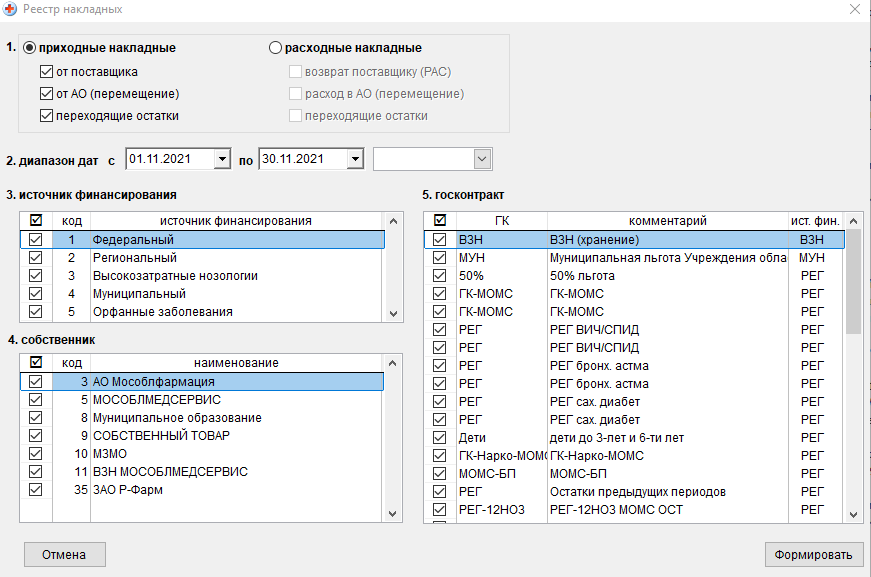 Реестр накладных
1. приходные накладные
от поставщика
от АО (перемещение)
переходящие остатки
расходные накладные
возврат поставщику (РАС)
расход в АО (перемещение)
переходящие остатки
2. диапазон дат с 01.11.2021 по 30.11.2021
3. источник финансирования
код источник финансирования
1 Федеральный
2 Региональный
3 Высокозатратные нозологии
4 Муниципальный
5 Орфанные заболевания
4. собственник
код наименование
3 АО Мособлфармация
5 МОСОБЛМЕДСЕРВИС
8 Муниципальное образование
9 СОБСТВЕННЫЙ ТОВАР
10 МЗМО
11 ВЗН МОСОБЛМЕДСЕРВИС
35 ЗАО Р-Фарм
5. госконтракт
ГК комментарий ист. фин.
ВЗН ВЗН (хранение) ВЗН
МУН Муниципальная льгота Учреждения обла МУН
50% 50% льгота РЕГ
ГК-МОМС ГК-МОМС РЕГ
ГК-МОМС ГК-МОМС РЕГ
РЕГ РЕГ ВИЧ/СПИД РЕГ
РЕГ РЕГ ВИЧ/СПИД РЕГ
РЕГ РЕГ бронх. астма РЕГ
РЕГ РЕГ бронх. астма РЕГ
РЕГ РЕГ сах. диабет РЕГ
РЕГ РЕГ сах. диабет РЕГ
Дети дети до 3-лет и 6-ти лет РЕГ
ГК-Нарко-МОМС ГК-Нарко-МОМС РЕГ
МОМС-БП МОМС-БП РЕГ
РЕГ Остатки предыдущих периодов РЕГ
РЕГ-12НОЗ РЕГ-12НОЗ МОМС ОСТ РЕГ
Отмена
Формировать